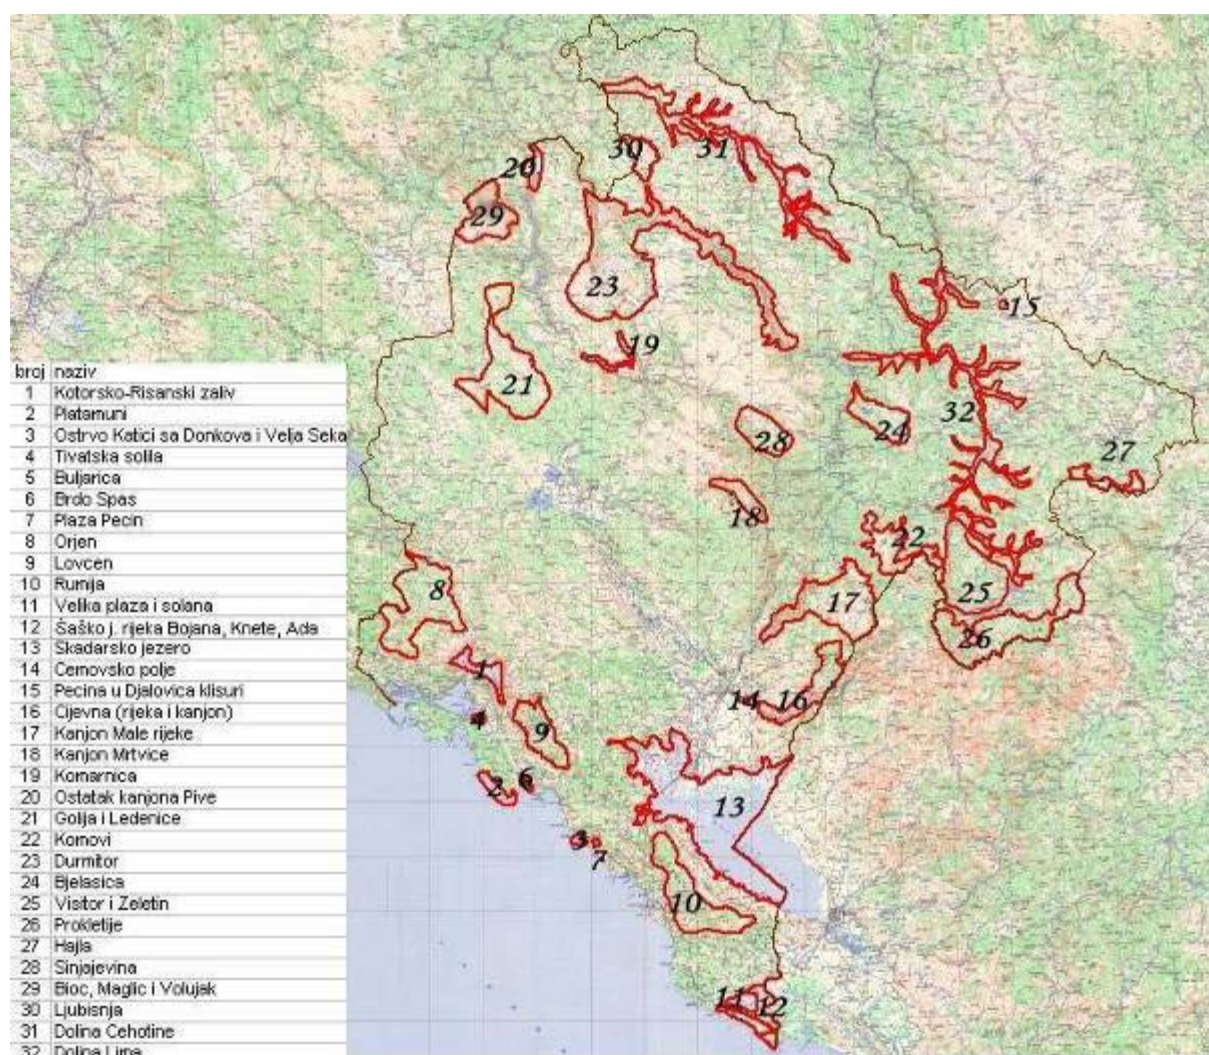 broj naziv
1 Kotorsko-Risanski zaliv
2 Platamuni
3 Ostrvo Katici sa Donkova i Velja Seka
4 Tivatska solila
5 Buljarica
6 Brdo Spas
7 Plaza Pecin
8 Orjen
9 Lovcen
10 Rumija
11 Velika plaza i solana
12 Šaško j. rijeka Bojana, Knete, Ada
13 Skadarsko jezero
14 Cemovsko polje
15 Pecina u Djalovica klisuri
16 Cijevna (rijeka i kanjon)
17 Kanjon Male rijeke
18 Kanjon Mrtvice
19 Komarnica
20 Ostatak kanjona Pive
21 Golija i Ledenice
22 Komovi
23 Durmitor
24 Bjelasica
25 Visitor i Zeletin
26 Prokletije
27 Hajla
28 Sinjajevina
29 Bioc, Maglic i Volujak
30 Ljubisnja
31 Dolina Cehotine
32 Dolina Lima
20
30
31
29
23
15
19
21
32
28
24
27
18
22
8
17
25
26
1
14
16
4
9
2
6
13
3
7
10
11
12